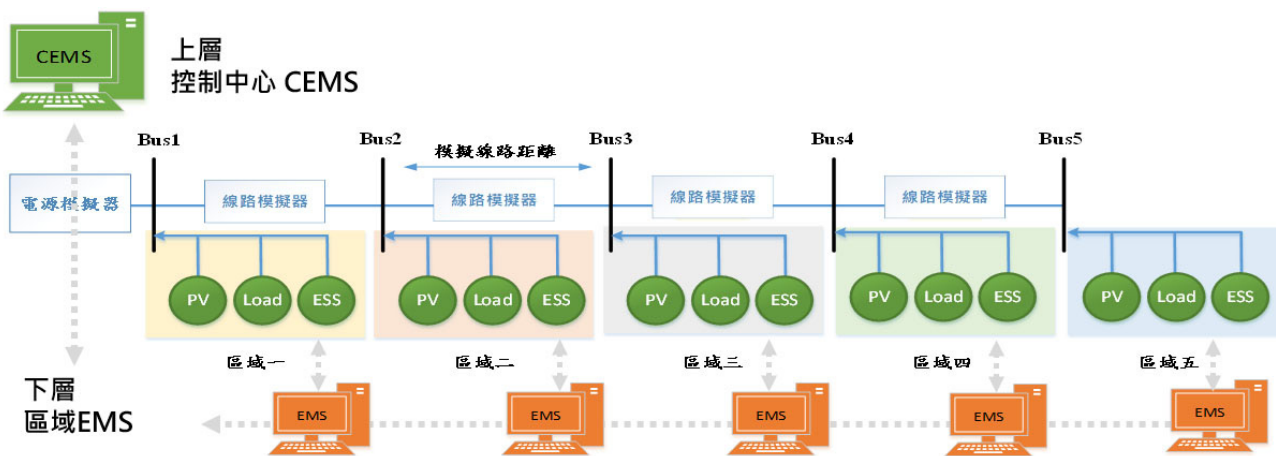 CEMS
上層
控制中心 CEMS
Bus1
Bus2
Bus3
Bus4
Bus5
模擬線路距離
電源模擬器
線路模擬器
線路模擬器
線路模擬器
線路模擬器
PV Load ESS
PV Load ESS
PV Load ESS
PV Load ESS
PV Load ESS
區域一
區域二
區域三
區域四
區域五
下層
區域EMS
EMS
EMS
EMS
EMS
EMS